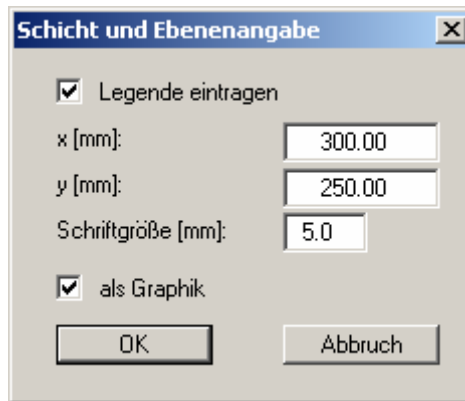 Schicht und Ebenenangabe
Legende eintragen
x [mm]: 300.00
y [mm]: 250.00
Schriftgröße [mm]: 5.0
als Graphik
OK Abbruch